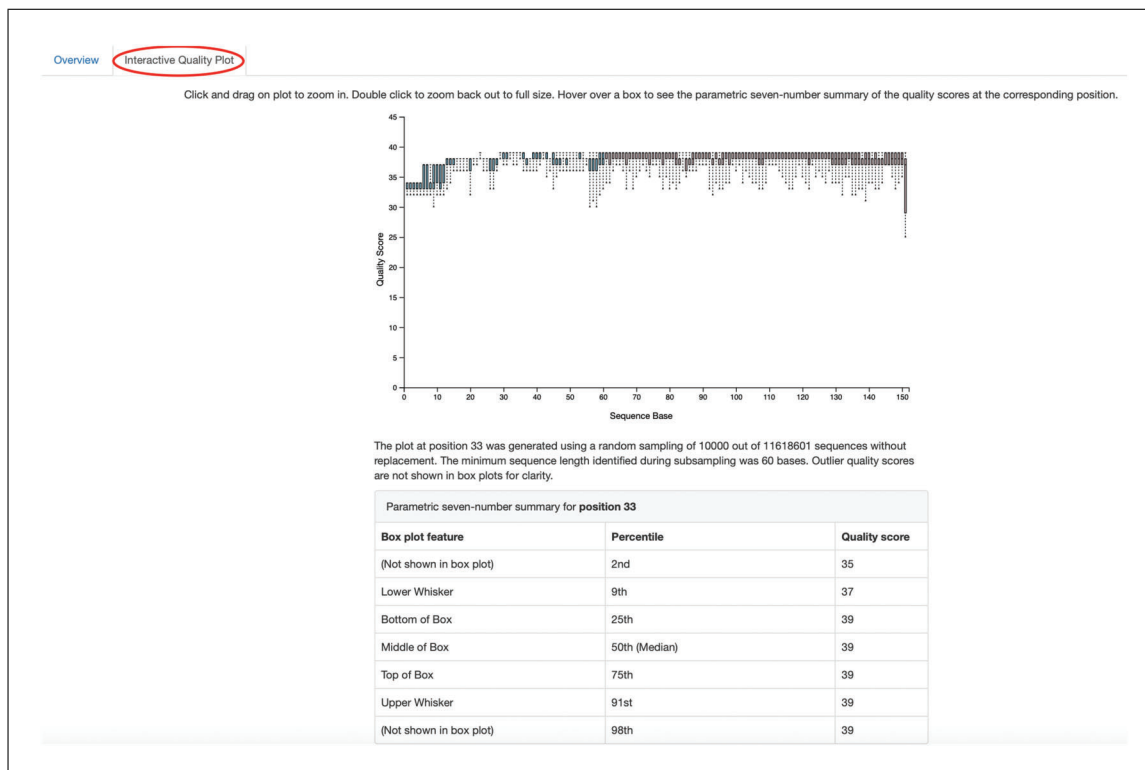 Overview Interactive Quality Plot
Click and drag on plot to zoom in. Double click to zoom back out to full size. Hover over a box to see the parametric seven-number summary of the quality scores at the corresponding position.
45
40
35
30
25
20
15
10
5
0
Quality Score
0 10 20 30 40 50 60 70 80 90 100 110 120 130 140 150
Sequence Base
The plot at position 33 was generated using a random sampling of 10000 out of 11618601 sequences without
replacement. The minimum sequence length identified during subsampling was 60 bases. Outlier quality scores
are not shown in box plots for clarity.
Parametric seven-number summary for position 33
Box plot feature Percentile Quality score
(Not shown in box plot) 2nd 35
Lower Whisker 9th 37
Bottom of Box 25th 39
Middle of Box 50th (Median) 39
Top of Box 75th 39
Upper Whisker 91st 39
(Not shown in box plot) 98th 39